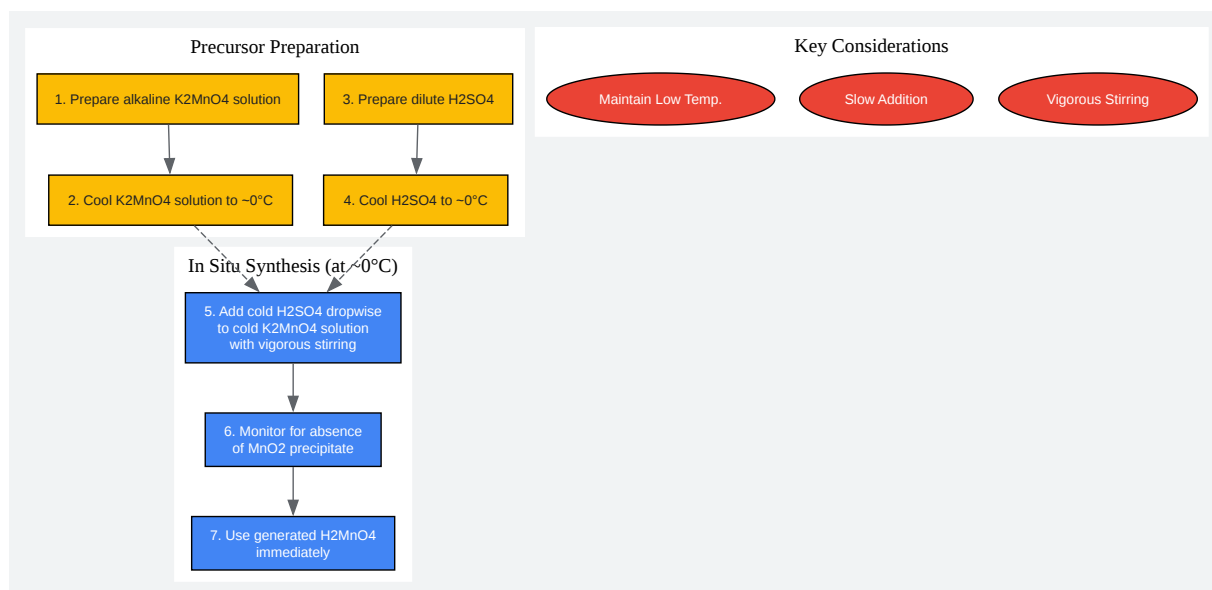 Precursor Preparation
1. Prepare alkaline K2MnO4 solution
3. Prepare dilute H2SO4
2. Cool K2MnO4 solution to ~0°C
4. Cool H2SO4 to ~0°C
Key Considerations
Maintain Low Temp.
Slow Addition
Vigorous Stirring
In Situ Synthesis (at ~0°C)
5. Add cold H2SO4 dropwise
to cold K2MnO4 solution
with vigorous stirring
6. Monitor for absence
of MnO2 precipitate
7. Use generated H2MnO4
immediately